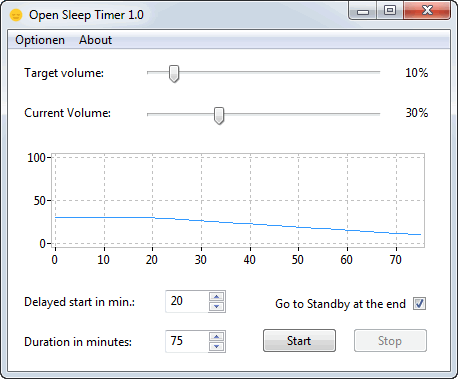 Open Sleep Timer 1.0
Optionen About
Target volume: 10%
Current Volume: 30%
100
50
0
0 10 20 30 40 50 60 70
Delayed start in min.: 20 Go to Standby at the end
Duration in minutes: 75 Start Stop